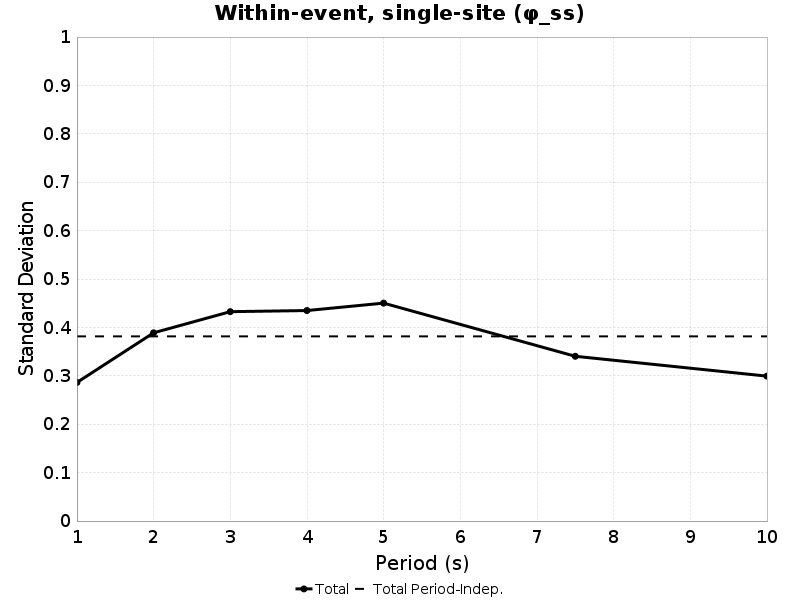 Within-event, single-site (φ_ss)
1
0.9
0.8
0.7
0.6
0.5
0.4
0.3
0.2
0.1
0
Standard Deviation
1 2 3 4 5 6 7 8 9 10
Period (s)
Total Total Period-Indep.